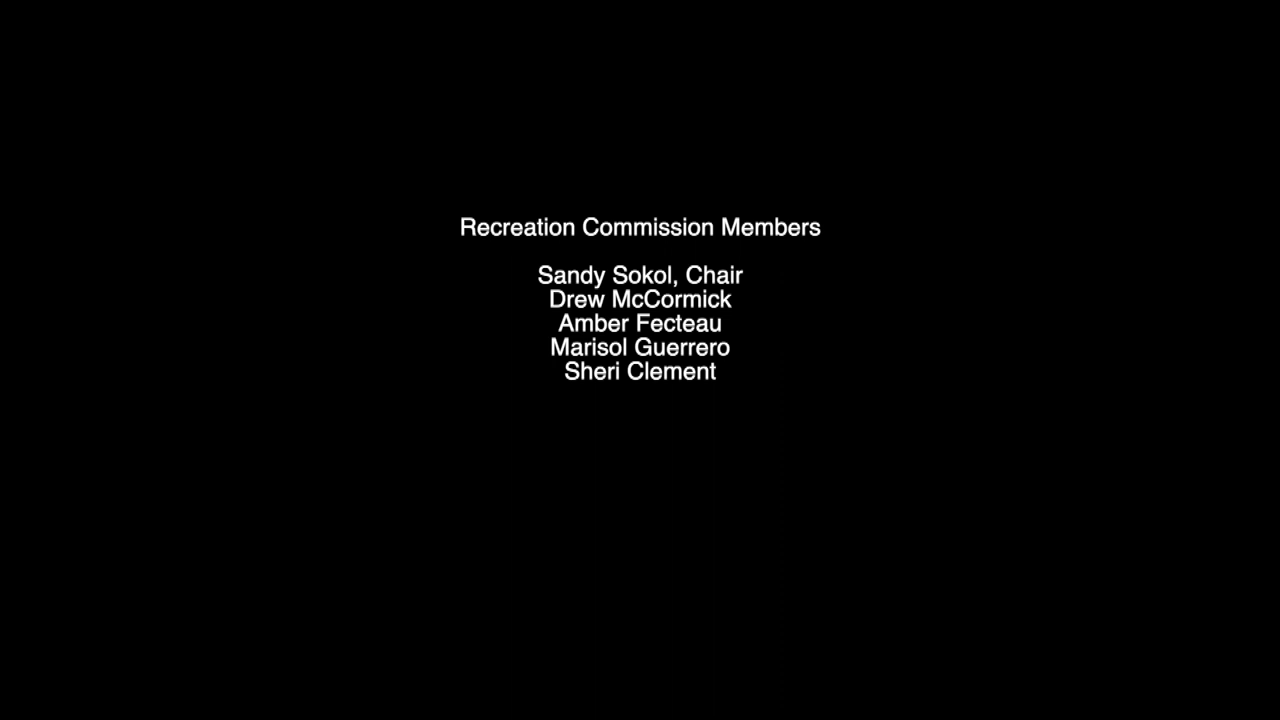 Recreation Commission Members
Sandy Sokol, Chair
Drew McCormick
Amber Fecteau
Marisol Guerrero
Sheri Clement